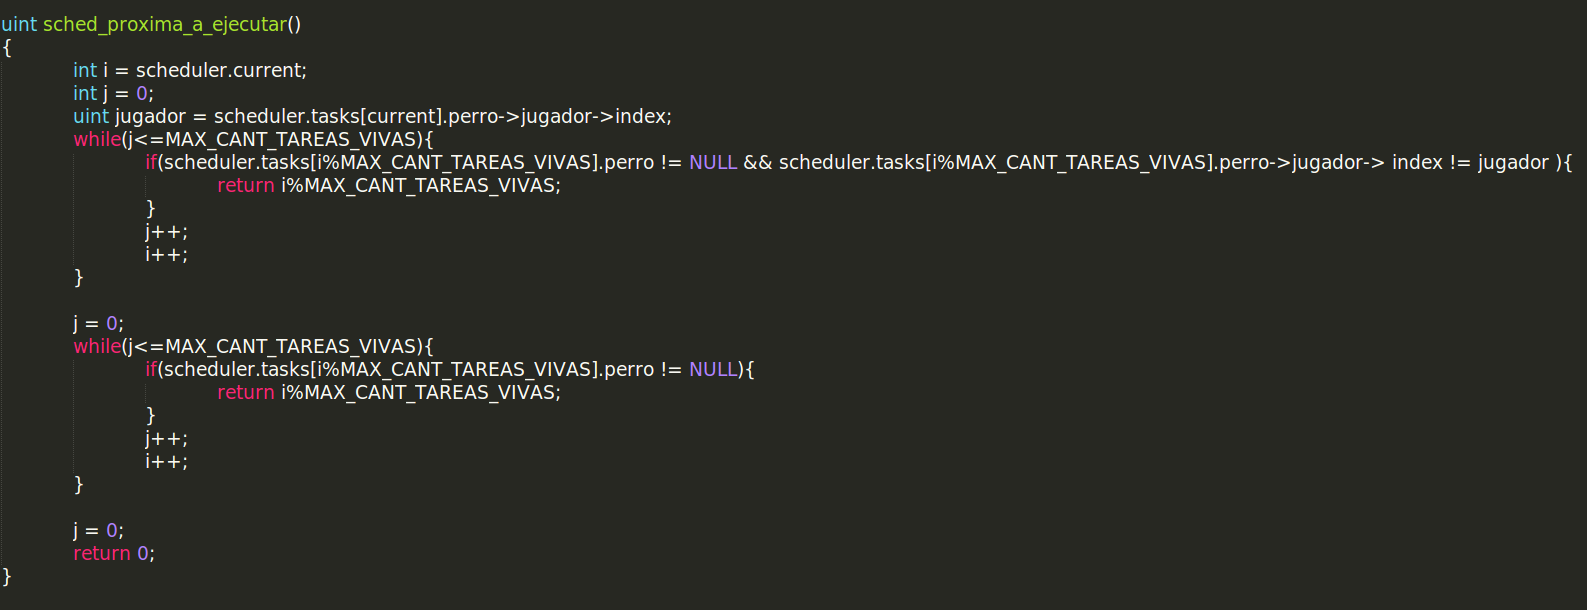 uint sched_proxima_a_ejecutar()
{
int i = scheduler.current;
int j = 0;
uint jugador = scheduler.tasks[current].perro->jugador->index;
while(j<=MAX_CANT_TAREAS_VIVAS){
if(scheduler.tasks[i%MAX_CANT_TAREAS_VIVAS].perro != NULL && scheduler.tasks[i%MAX_CANT_TAREAS_VIVAS].perro->jugador-> index != jugador ){
return i%MAX_CANT_TAREAS_VIVAS;
}
j++;
i++;
}
j = 0;
while(j<=MAX_CANT_TAREAS_VIVAS){
if(scheduler.tasks[i%MAX_CANT_TAREAS_VIVAS].perro != NULL){
return i%MAX_CANT_TAREAS_VIVAS;
}
j++;
i++;
}
j = 0;
return 0;
}